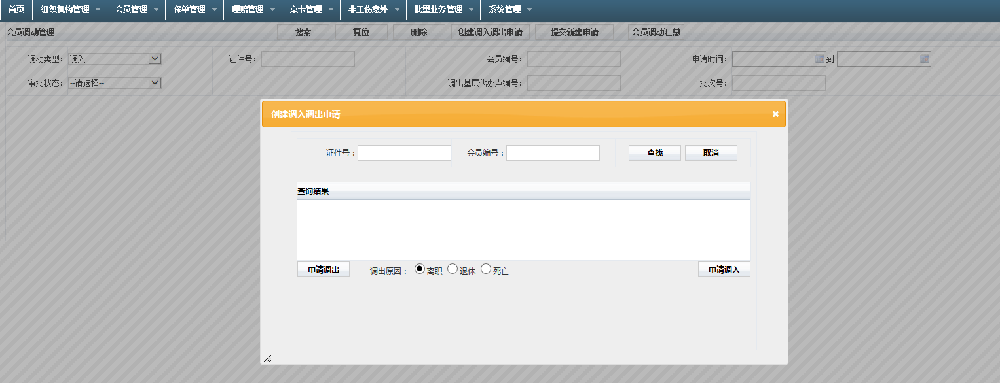 首页 组织机构管理 会员管理 保单管理 理赔管理 京卡管理 非工伤意外 批量业务管理 系统管理
会员调动管理 搜索 复位 删除 创建调入调出申请 提交新建申请 会员调动汇总
调动类型: 调入 证件号: 会员编号: 申请时间: 到
审批状态: --请选择-- 调出基层代办点编号: 批次号:
创建调入调出申请
证件号: 会员编号: 查找 取消
查询结果
申请调出 调出原因: 离职 退休 死亡 申请调入